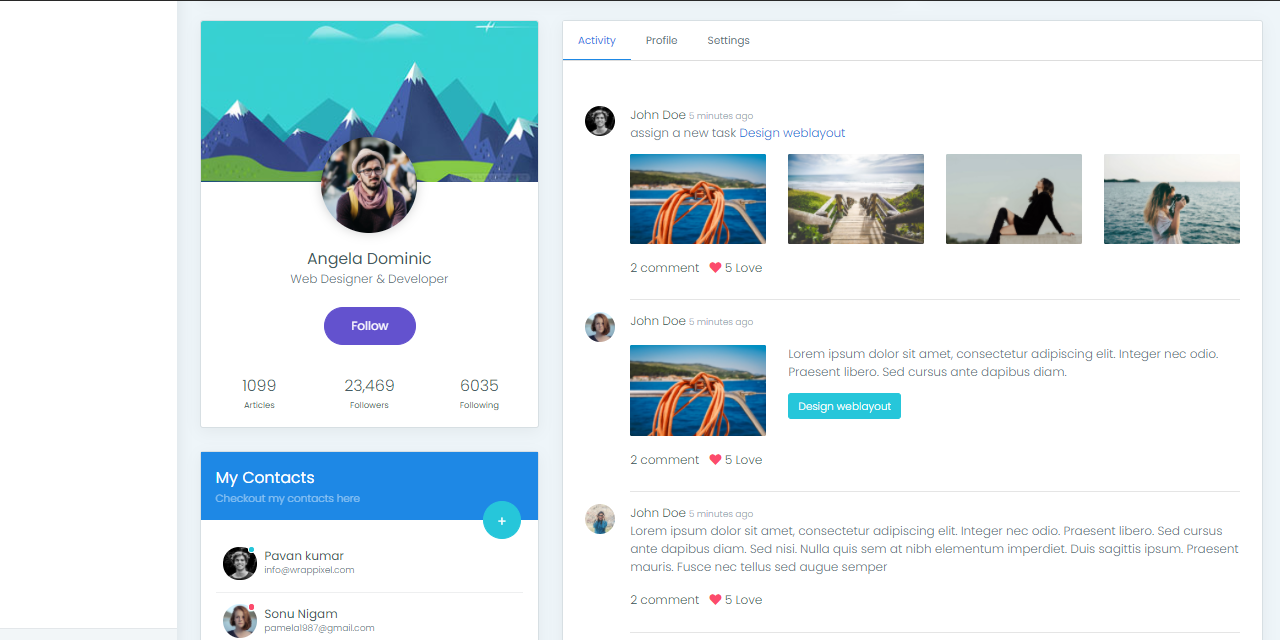 Angela Dominic
Web Designer & Developer
Follow
1099
23,469
6035
Articles
Followers
Following
My Contacts
Checkout my contacts here
+
Pavan kumar
info@wrappixel.com
Sonu Nigam
pamela1987@gmail.com
Activity
Profile
Settings
John Doe 5 minutes ago
assign a new task Design weblayout
2 comment 5 Love
John Doe 5 minutes ago
Lorem ipsum dolor sit amet, consectetur adipiscing elit. Integer nec odio.
Praesent libero. Sed cursus ante dapibus diam.
Design weblayout
2 comment 5 Love
John Doe 5 minutes ago
Lorem ipsum dolor sit amet, consectetur adipiscing elit. Integer nec odio. Praesent libero. Sed cursus
ante dapibus diam. Sed nisi. Nulla quis sem at nibh elementum imperdiet. Duis sagittis ipsum. Praesent
mauris. Fusce nec tellus sed augue semper
2 comment 5 Love